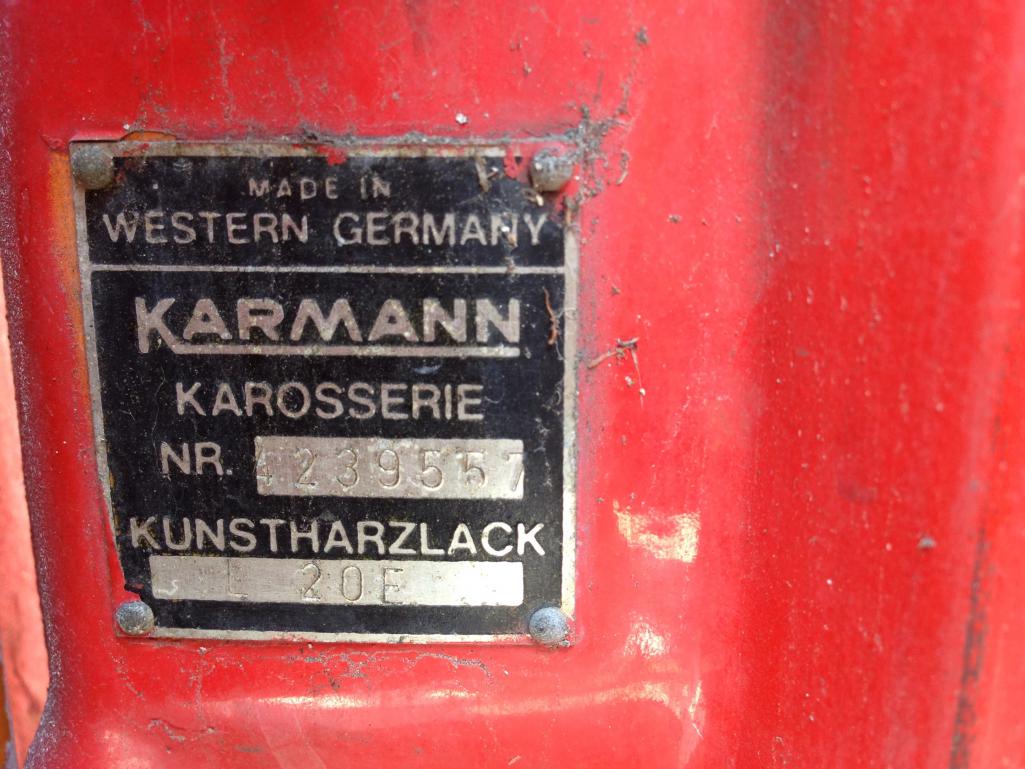 MADE IN
WESTERN GERMANY
KARMANN
KAROSSERIE
NR. 4239557
KUNSTHARZLACK
L 20E